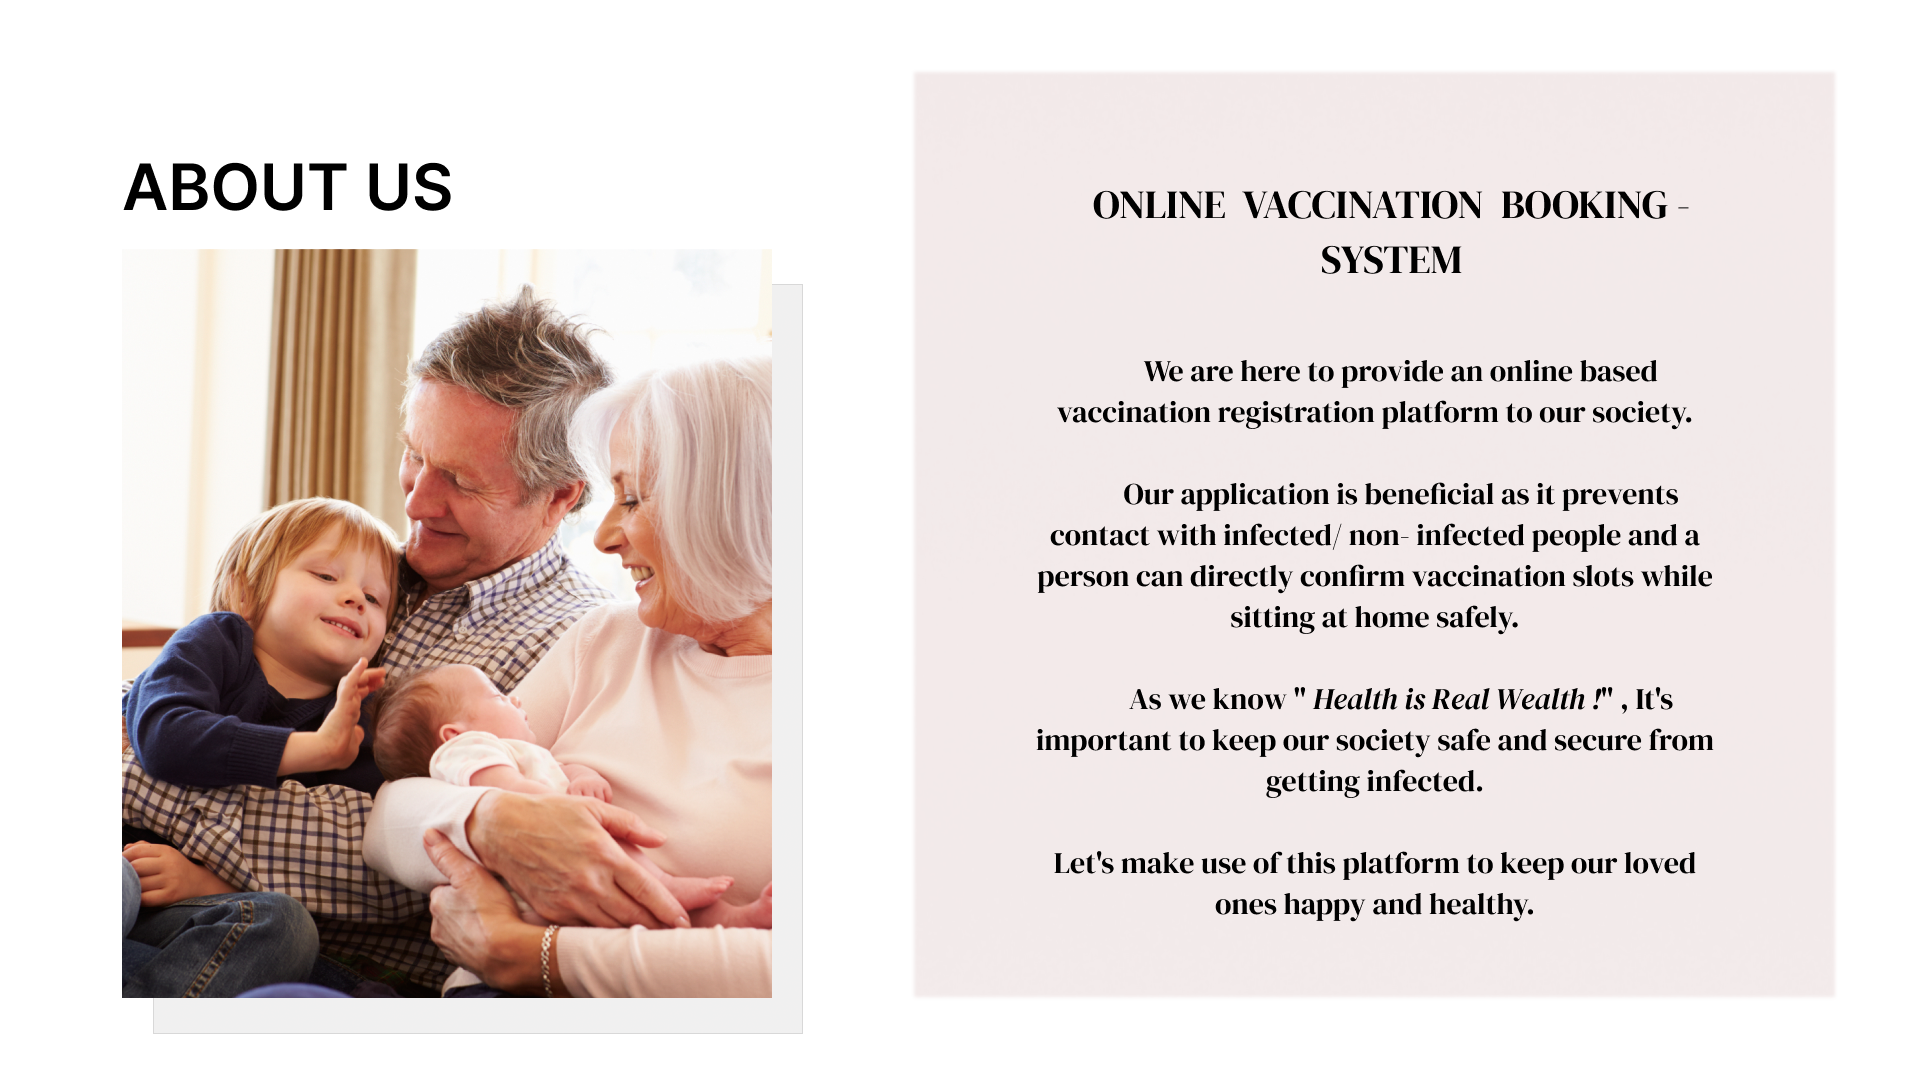 ABOUT US
ONLINE VACCINATION BOOKING -
SYSTEM
We are here to provide an online based
vaccination registration platform to our society.
Our application is beneficial as it prevents
contact with infected/ non- infected people and a
person can directly confirm vaccination slots while
sitting at home safely.
As we know " Health is Real Wealth !" , It's
important to keep our society safe and secure from
getting infected.
Let's make use of this platform to keep our loved
ones happy and healthy.